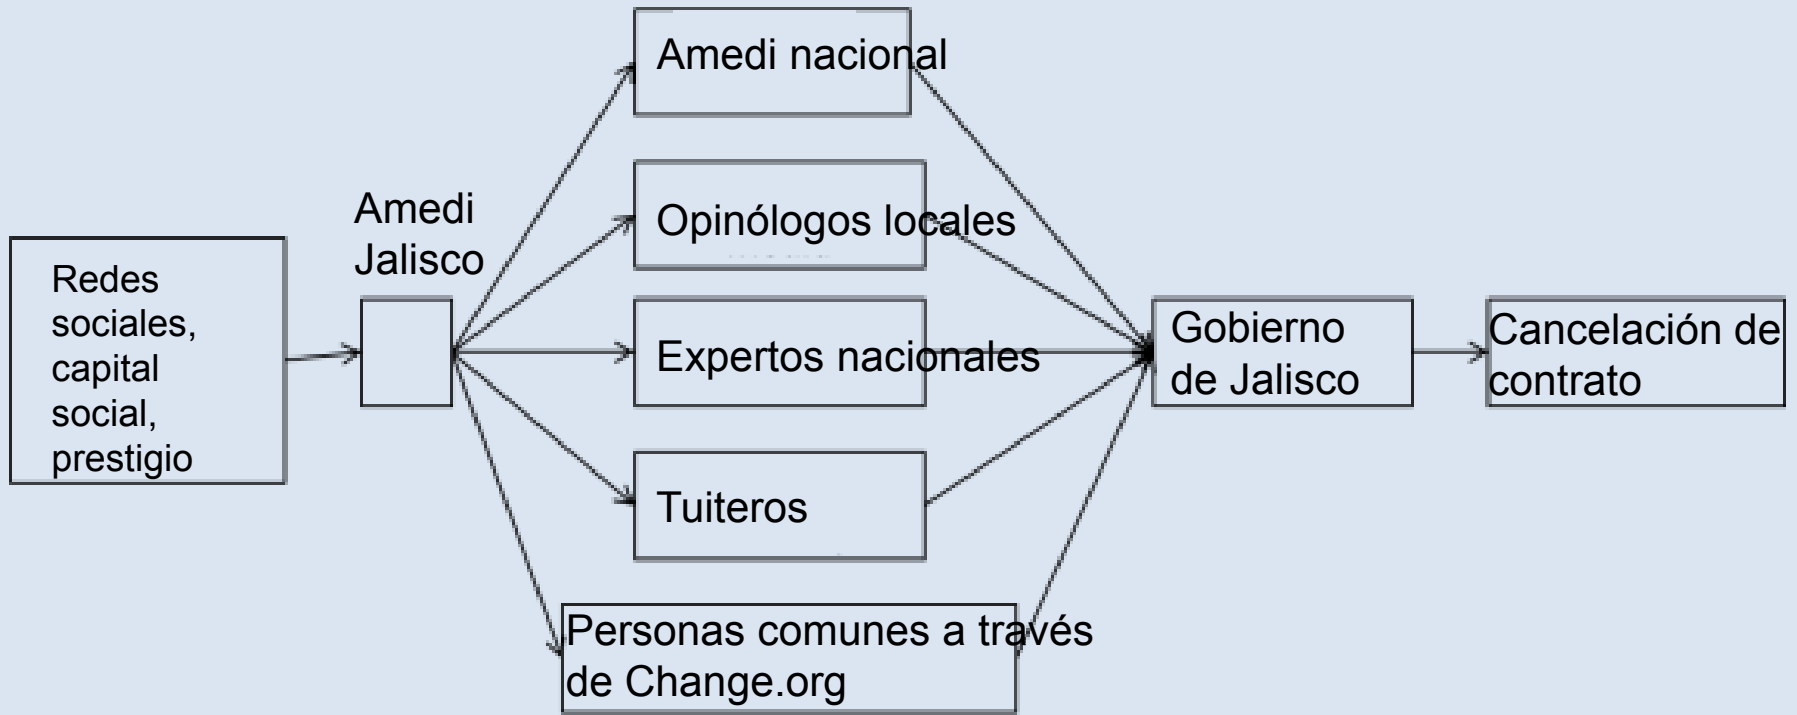 Redes
sociales,
capital
social,
prestigio
Amedi
Jalisco
Amedi nacional
Opinólogos locales
Expertos nacionales
Tuiteros
Personas comunes a través
de Change.org
Gobierno
de Jalisco
Cancelación de
contrato